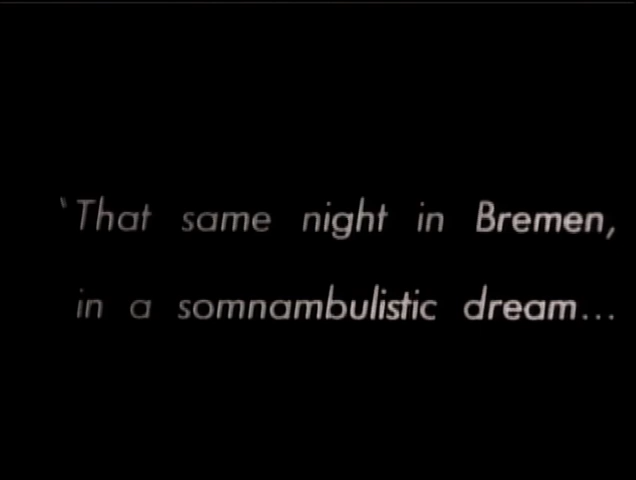 ‵That same night in Bremen,
in a somnambulistic dream...